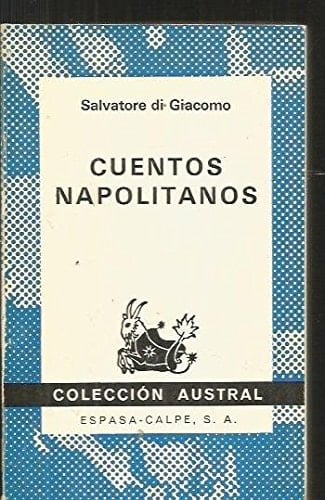 Salvatore di Giacomo
CUENTOS
NAPOLITANOS
COLECCIÓN AUSTRAL
ESPASA-CALPE, S. A.